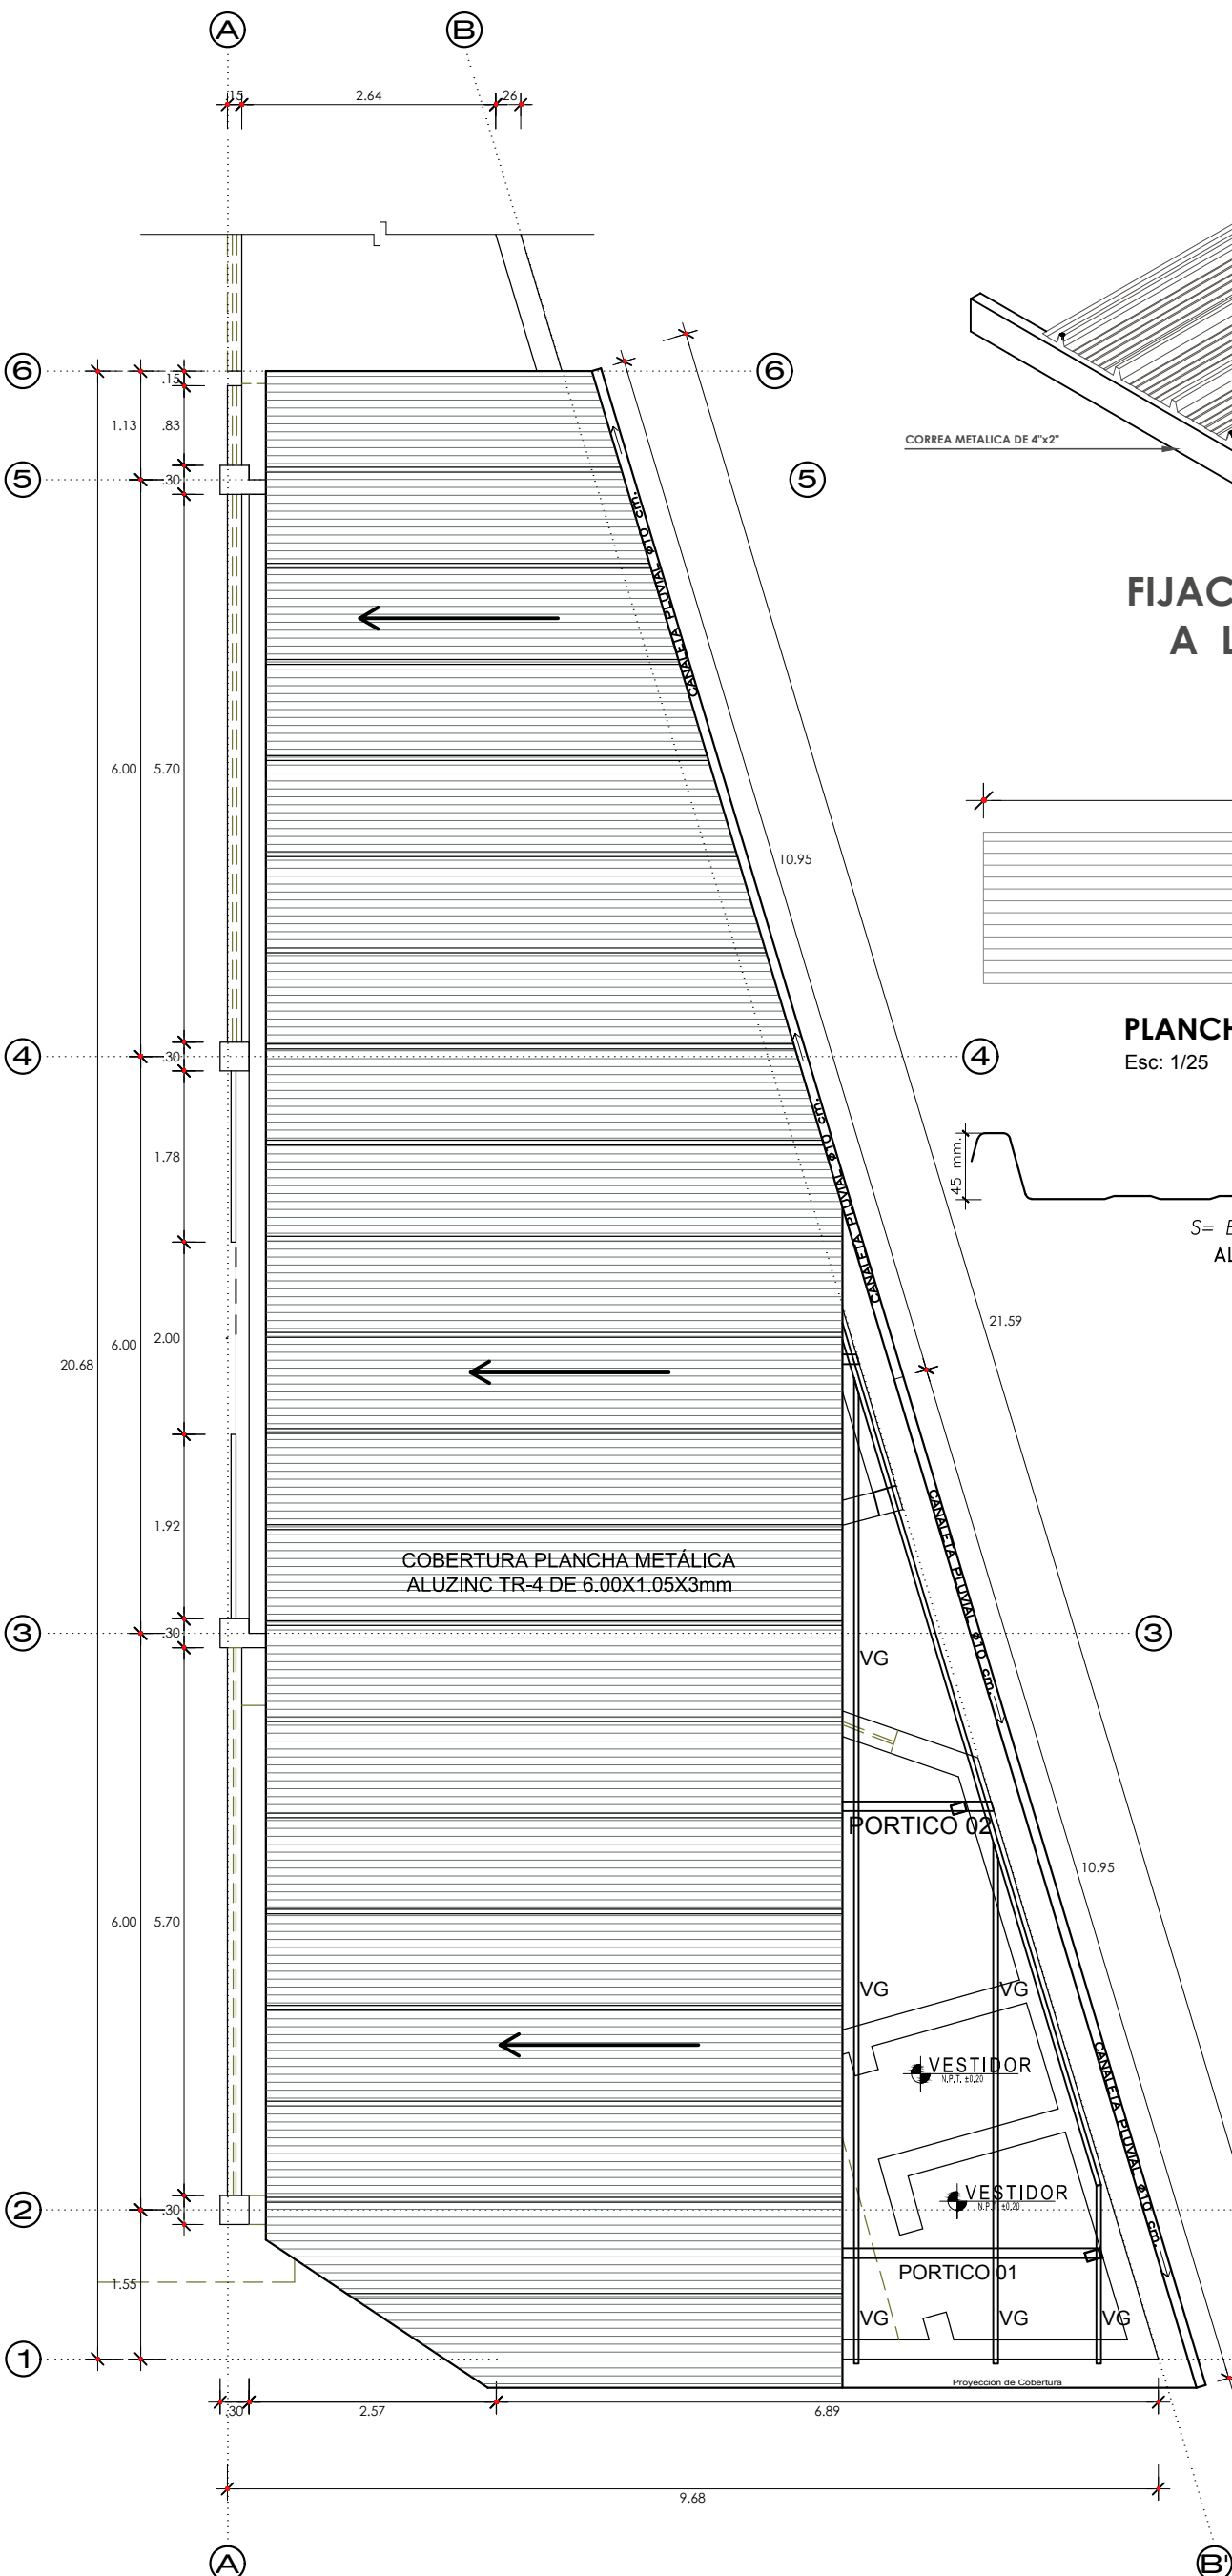 A
B
.15
2.64
.26
6
6
.15
1.13
.83
5
.30
5
CORREA METALICA DE 4"x2"
CANALETA PLUVIAL ø10 cm.
FIJAC
A L
6.00
5.70
10.95
PLANCH
Esc: 1/25
4
.30
4
CANALETA PLUVIAL ø10 cm.
45 mm.
1.78
S= E
AL
21.59
20.68
6.00
2.00
1.92
CANALETA PLUVIAL ø10 cm.
COBERTURA PLANCHA METÁLICA
ALUZINC TR-4 DE 6.00X1.05X3mm
3
.30
3
VG
PORTICO 02
10.95
6.00
5.70
VG
VG
VESTIDOR
N.P.T. ±0.20
CANALETA PLUVIAL ø10 cm.
VESTIDOR
N.P.T. ±0.20
2
.30
PORTICO 01
1.55
VG
VG
VG
1
Proyección de Cobertura
.30
2.57
6.89
9.68
A
B'